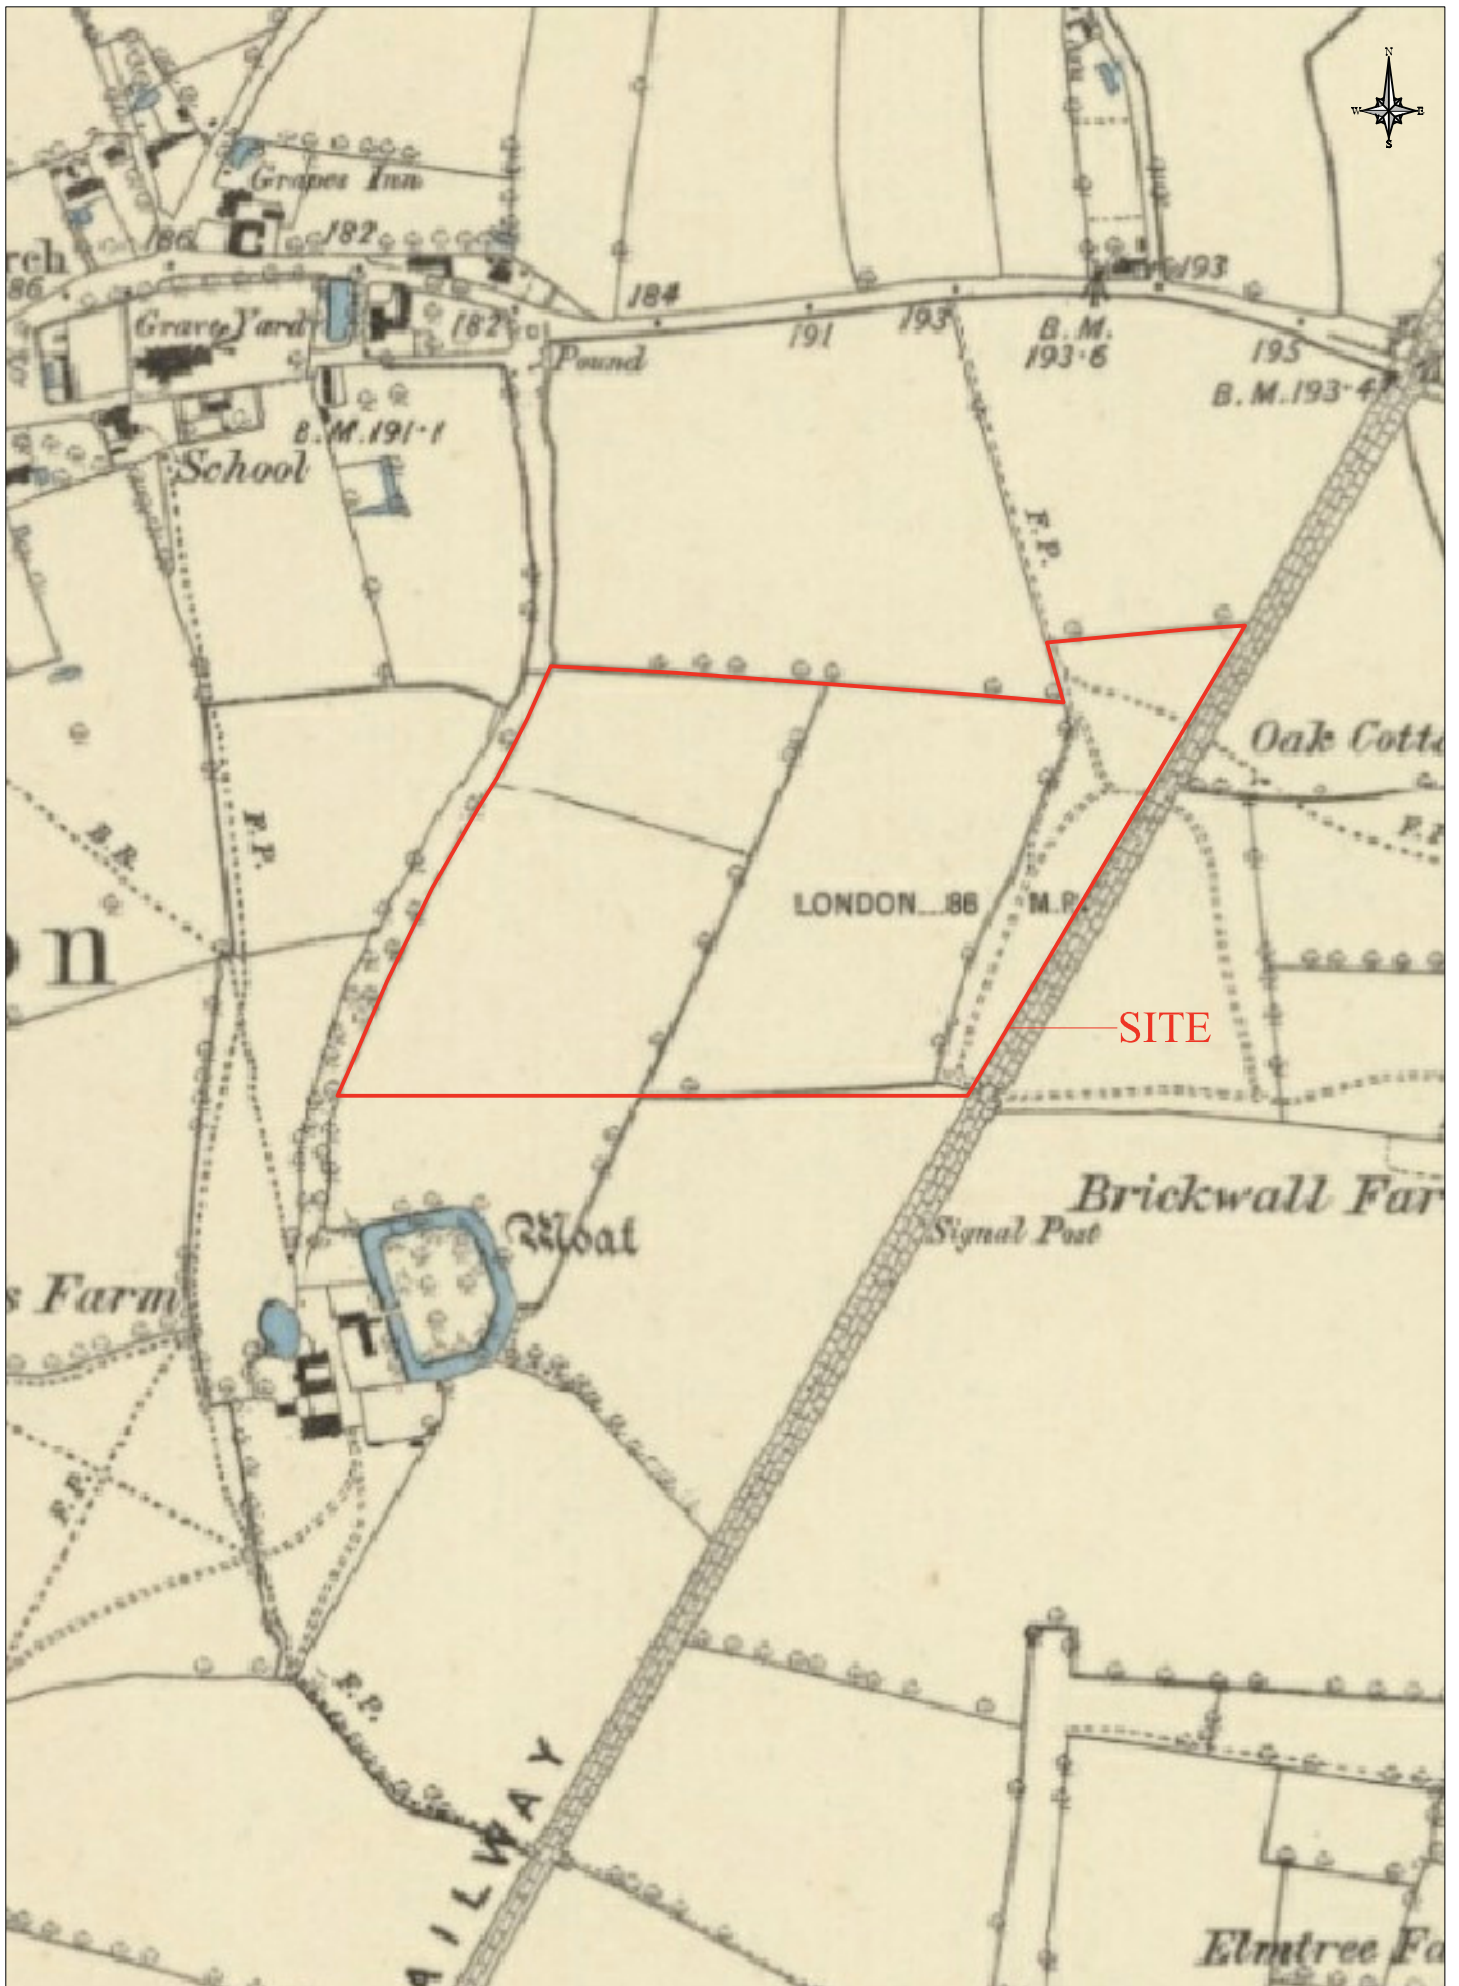 N
W E
S
Grapes Inn
186
182
rch
86
193
184
Grave Yard
182
191
193
B.M.
193·6
195
Pound
B.M.193·4
B.M.191·1
School
F.P.
Oak Cotta
B.R.
F.P.
F.P
LONDON 86 M.P.
on
SITE
Brickwall Far
Moat
Signal Post
s Farm
F.P.
F.P.
AILWAY
Elmtree Fa